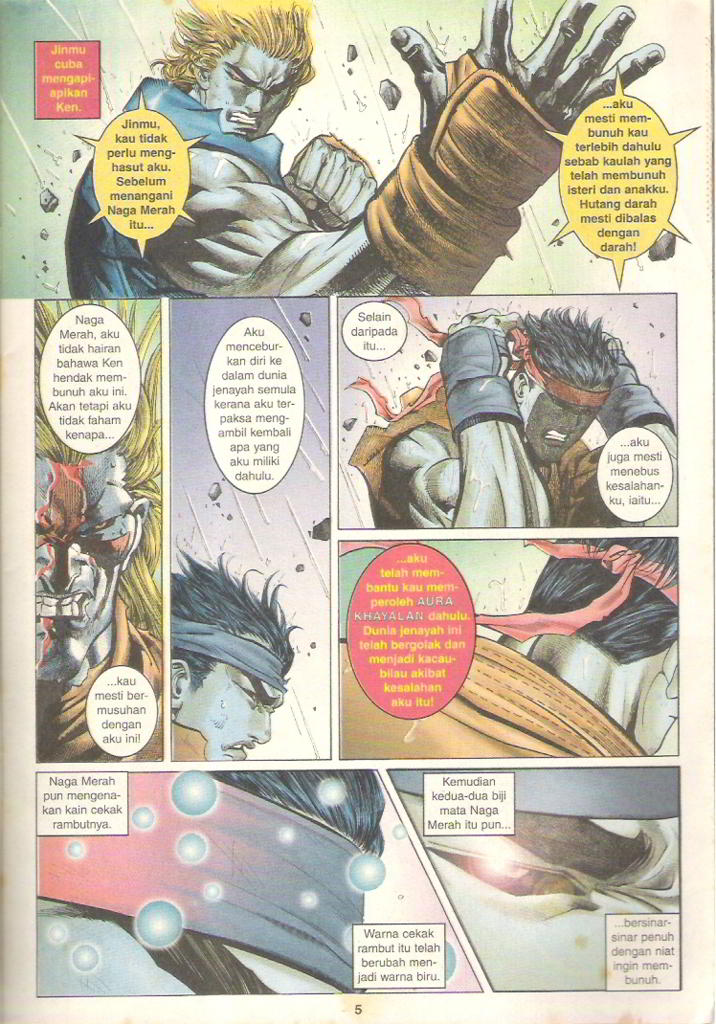 Jinmu
cuba
mengapi-
apikan
Ken.
Jinmu,
kau tidak
perlu meng-
hasut aku.
Sebelum
menangani
Naga Merah
itu...
...aku
mesti mem-
bunuh kau
terlebih dahulu
sebab kaulah yang
telah membunuh
isteri dan anakku.
Hutang darah
mesti dibalas
dengan
darah!
Naga
Merah, aku
tidak hairan
bahawa Ken
hendak mem-
bunuh aku ini.
Akan tetapi aku
tidak faham
kenapa...
...kau
mesti ber-
musuhan
dengan
aku ini!
Aku
mencebur-
kan diri ke
dalam dunia
jenayah semula
kerana aku ter-
paksa meng-
ambil kembali
apa yang
aku miliki
dahulu.
Selain
daripada
itu...
...aku
juga mesti
menebus
kesalahan-
ku, iaitu...
...aku
telah mem-
bantu kau mem-
peroleh AURA
KHAYALAN dahulu.
Dunia jenayah ini
telah bergolak dan
menjadi kacau-
bilau akibat
kesalahan
aku itu!
Naga Merah
pun mengena-
kan kain cekak
rambutnya.
Warna cekak
rambut itu telah
berubah men-
jadi warna biru.
Kemudian
kedua-dua biji
mata Naga
Merah itu pun...
...bersinar-
sinar penuh
dengan niat
ingin mem-
bunuh.
5